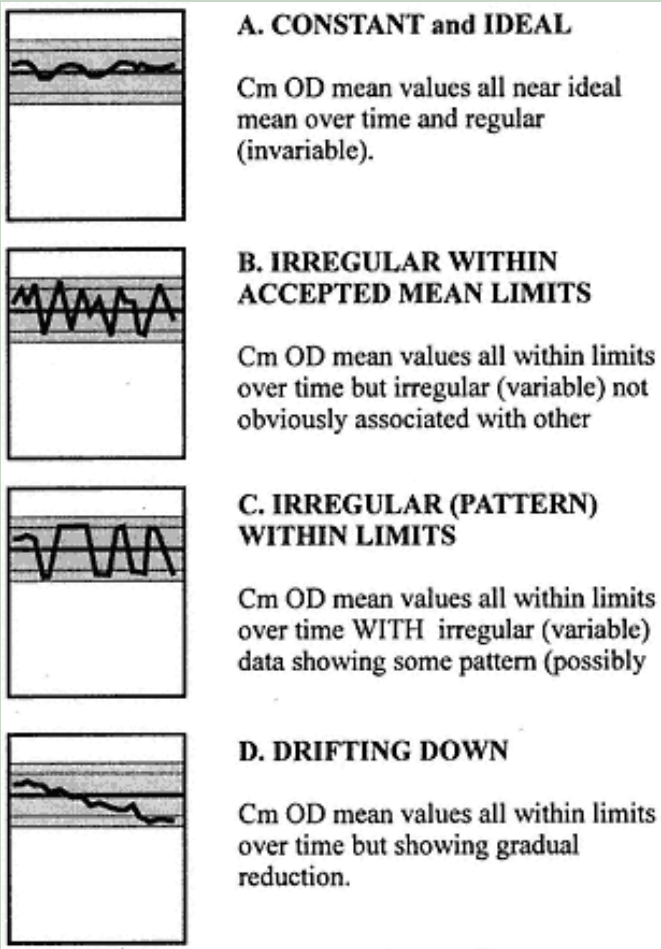 A. CONSTANT and IDEAL
Cm OD mean values all near ideal
mean over time and regular
(invariable).
B. IRREGULAR WITHIN
ACCEPTED MEAN LIMITS
Cm OD mean values all within limits
over time but irregular (variable) not
obviously associated with other
C. IRREGULAR (PATTERN)
WITHIN LIMITS
Cm OD mean values all within limits
over time WITH irregular (variable)
data showing some pattern (possibly
D. DRIFTING DOWN
Cm OD mean values all within limits
over time but showing gradual
reduction.